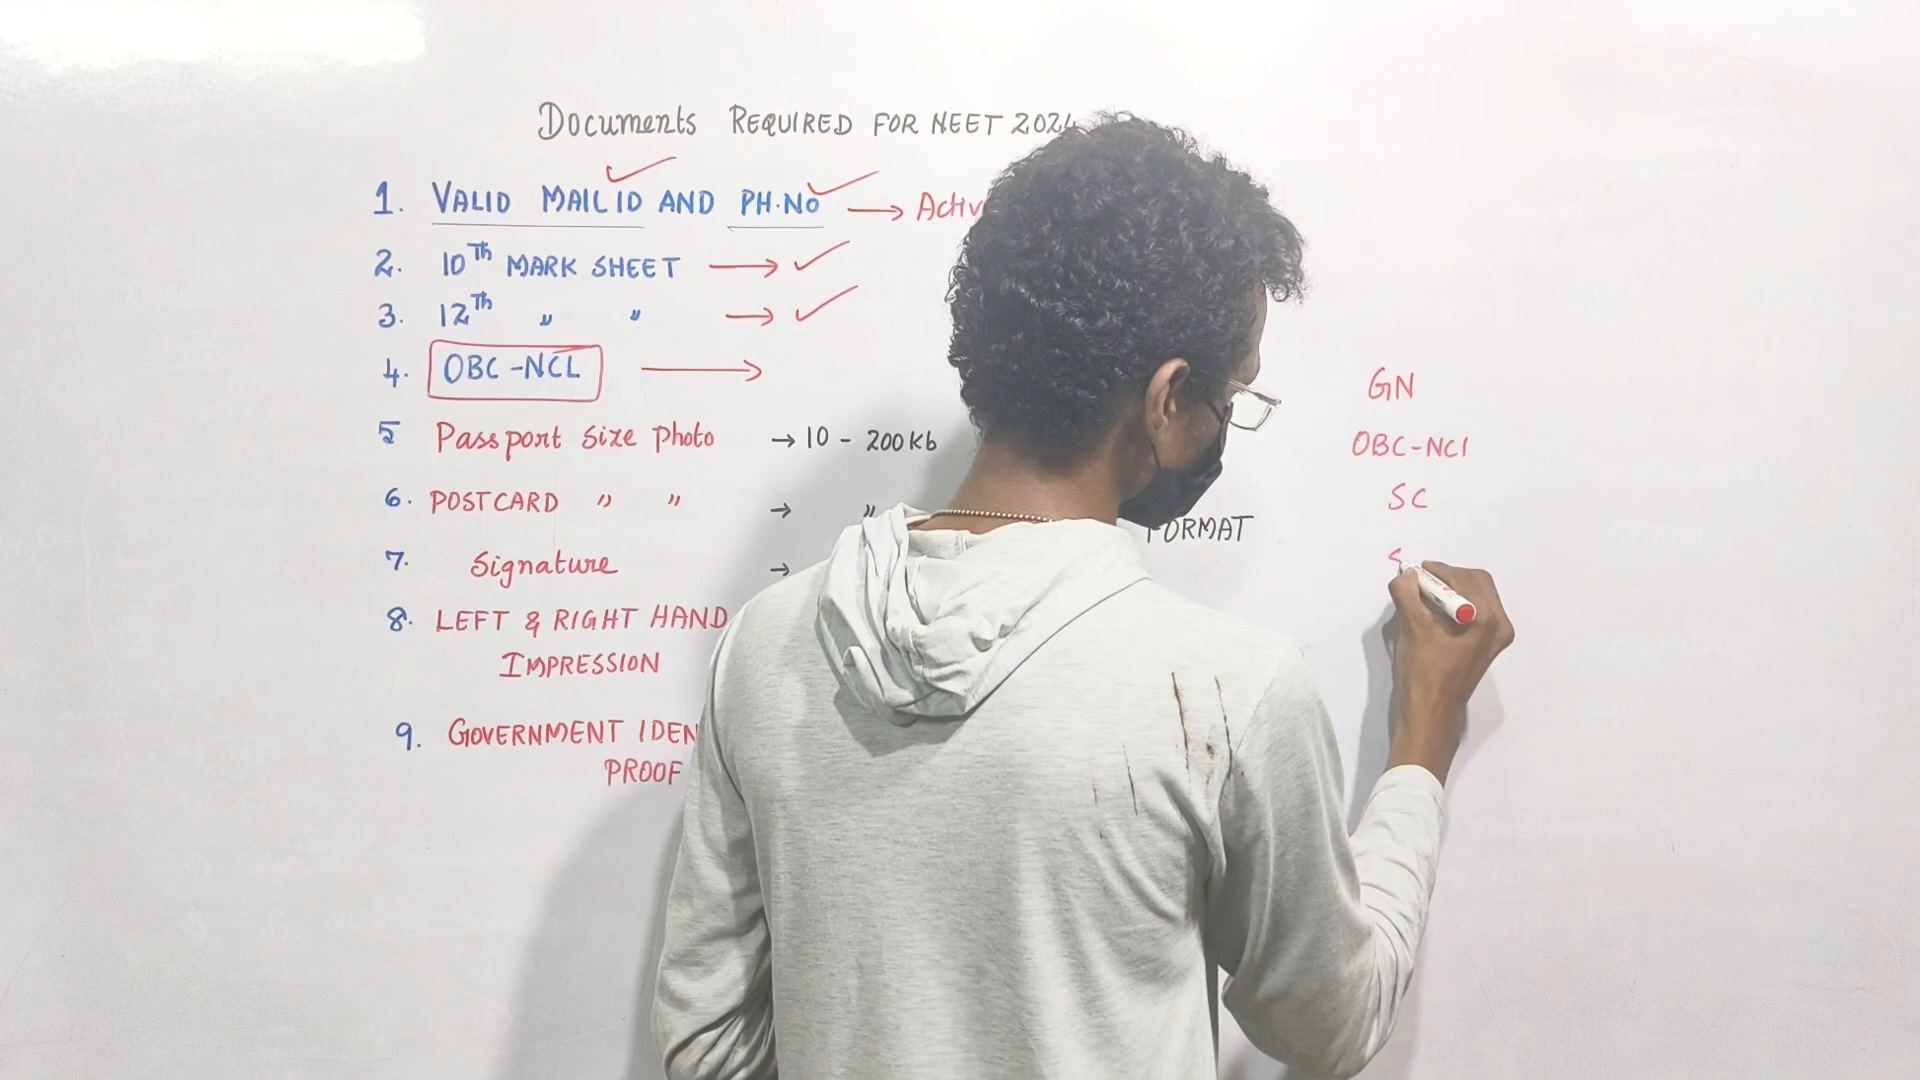 Documents REQUIRED FOR NEET 2024
1. VALID MAIL ID AND PH.NO → Activ
2. 10Th MARK SHEET →
3. 12Th " " →
4. OBC-NCL →
5 Passport size photo → 10 - 200Kb
6. POSTCARD " " → "
FORMAT
7. Signature →
8. LEFT & RIGHT HAND
IMPRESSION
9. GOVERNMENT IDEN
PROOF
GN
OBC-NCl
SC
S